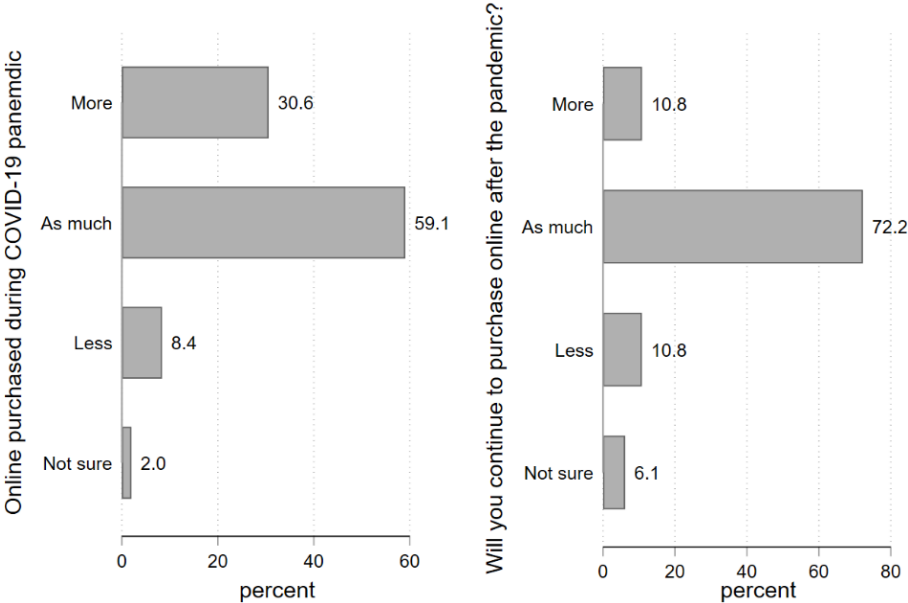 Online purchased during COVID-19 panemdic
More
30.6
As much
59.1
Less
8.4
Not sure
2.0
0 20 40 60
percent
Will you continue to purchase online after the pandemic?
More
10.8
As much
72.2
Less
10.8
Not sure
6.1
0 20 40 60 80
percent